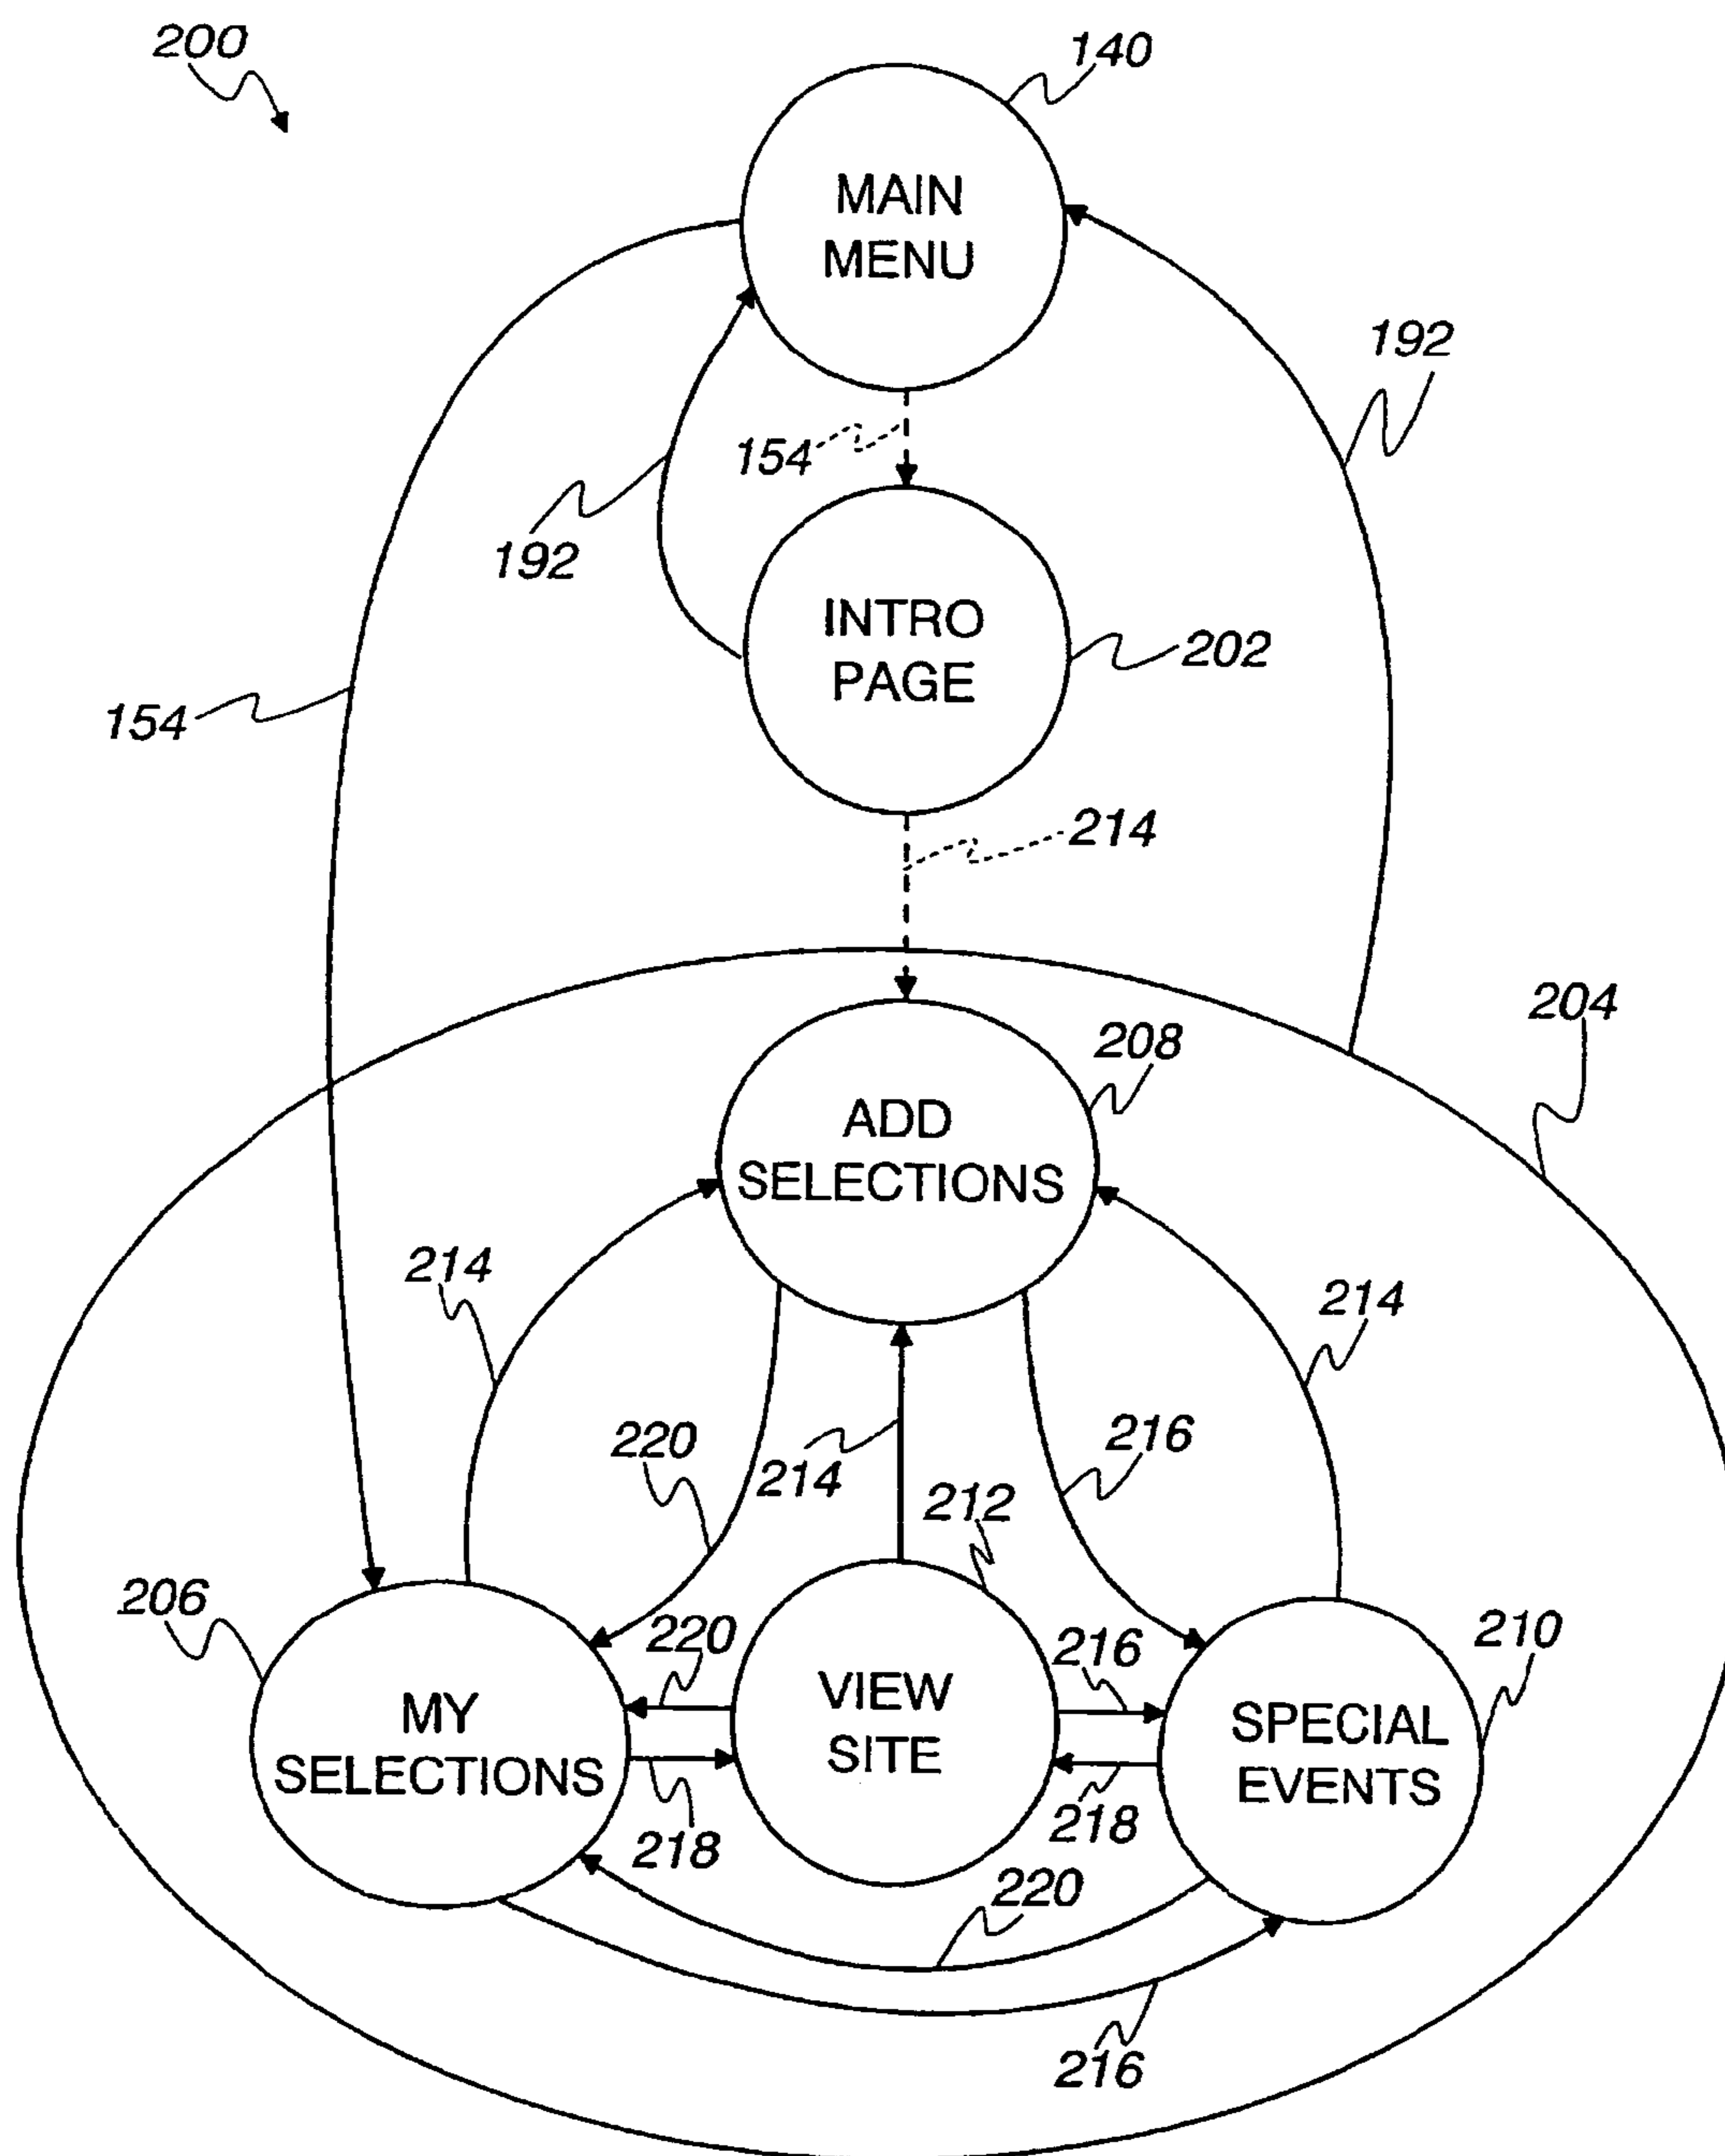 200
140
MAIN
MENU
192
154
192
INTRO
PAGE
202
154
214
204
208
ADD
SELECTIONS
214
214
220
216
214
212
206
220
216
210
MY
SELECTIONS
VIEW
SITE
SPECIAL
EVENTS
218
218
220
216